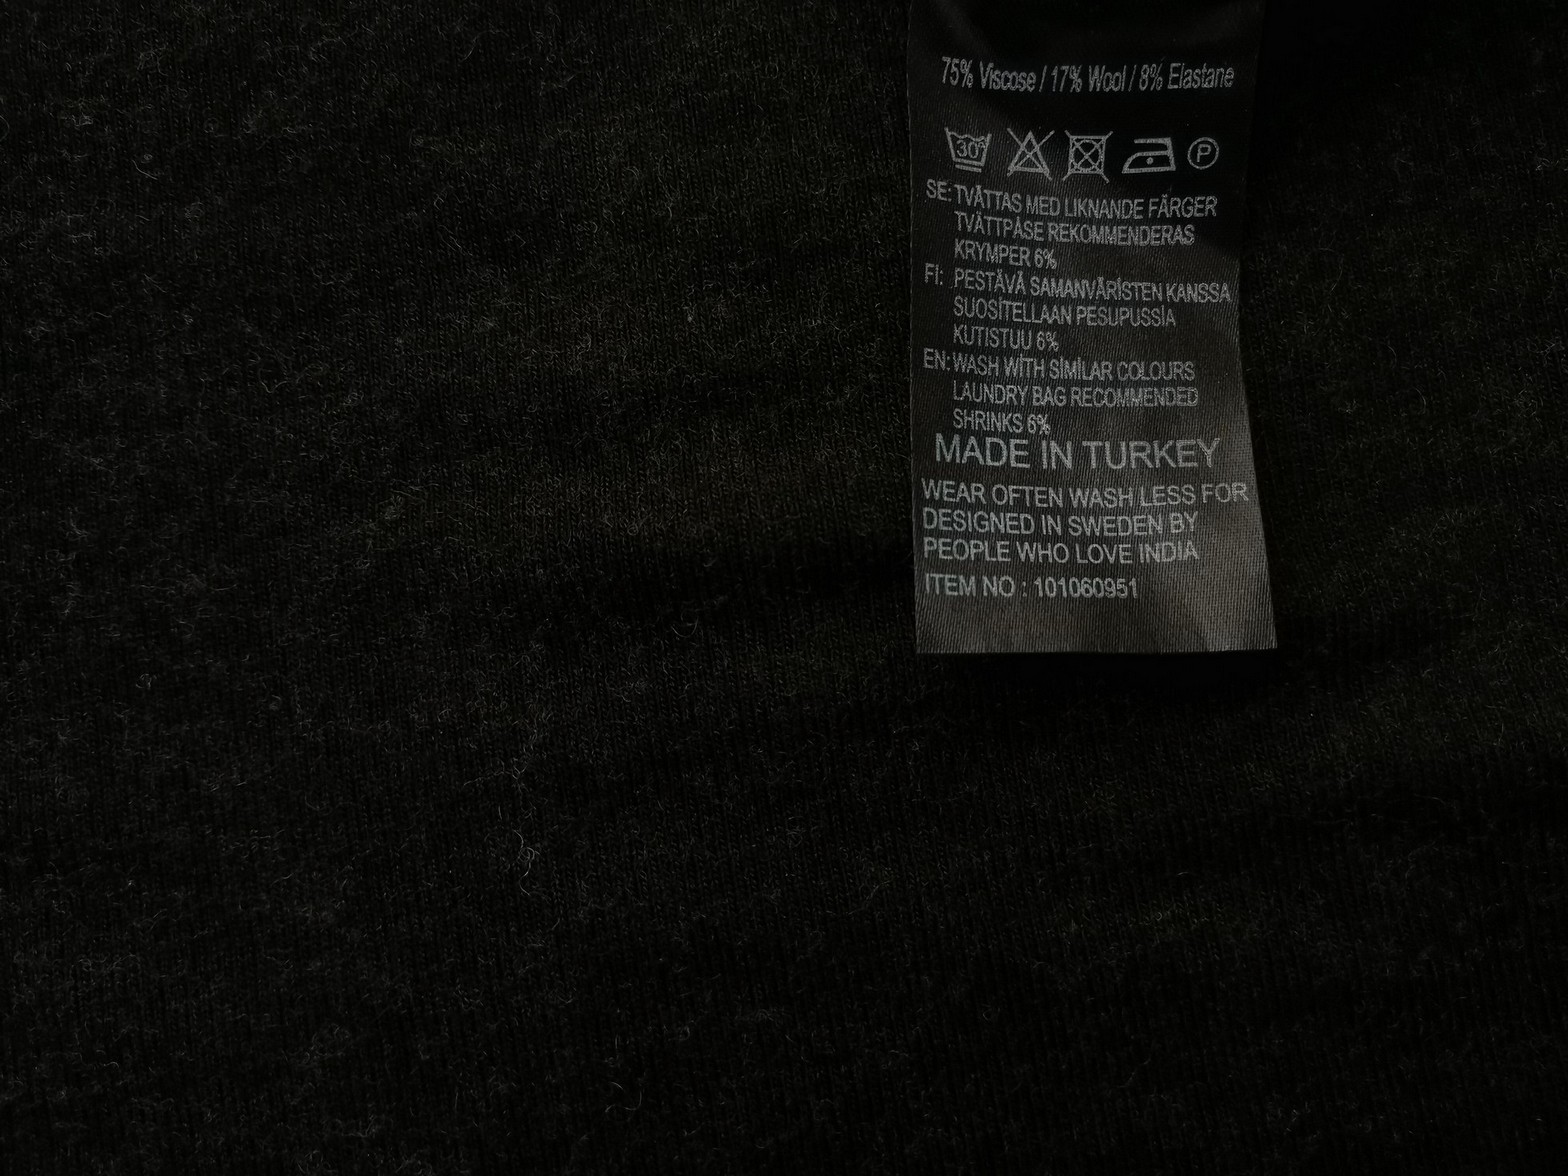 75% Viscose / 17% Wool / 8% Elastane
30 P
SE: TVÄTTAS MED LIKNANDE FÄRGER
TVÄTTPÅSE REKOMMENDERAS
KRYMPER 6%
FI: PESTÄVÄ SAMANVÄRISTEN KANSSA
SUOSITELLAAN PESUPUSSIA
KUTISTUU 6%
EN: WASH WITH SIMILAR COLOURS
LAUNDRY BAG RECOMMENDED
SHRINKS 6%
MADE IN TURKEY
WEAR OFTEN WASH LESS FOR
DESIGNED IN SWEDEN BY
PEOPLE WHO LOVE INDIA
ITEM NO : 101060951